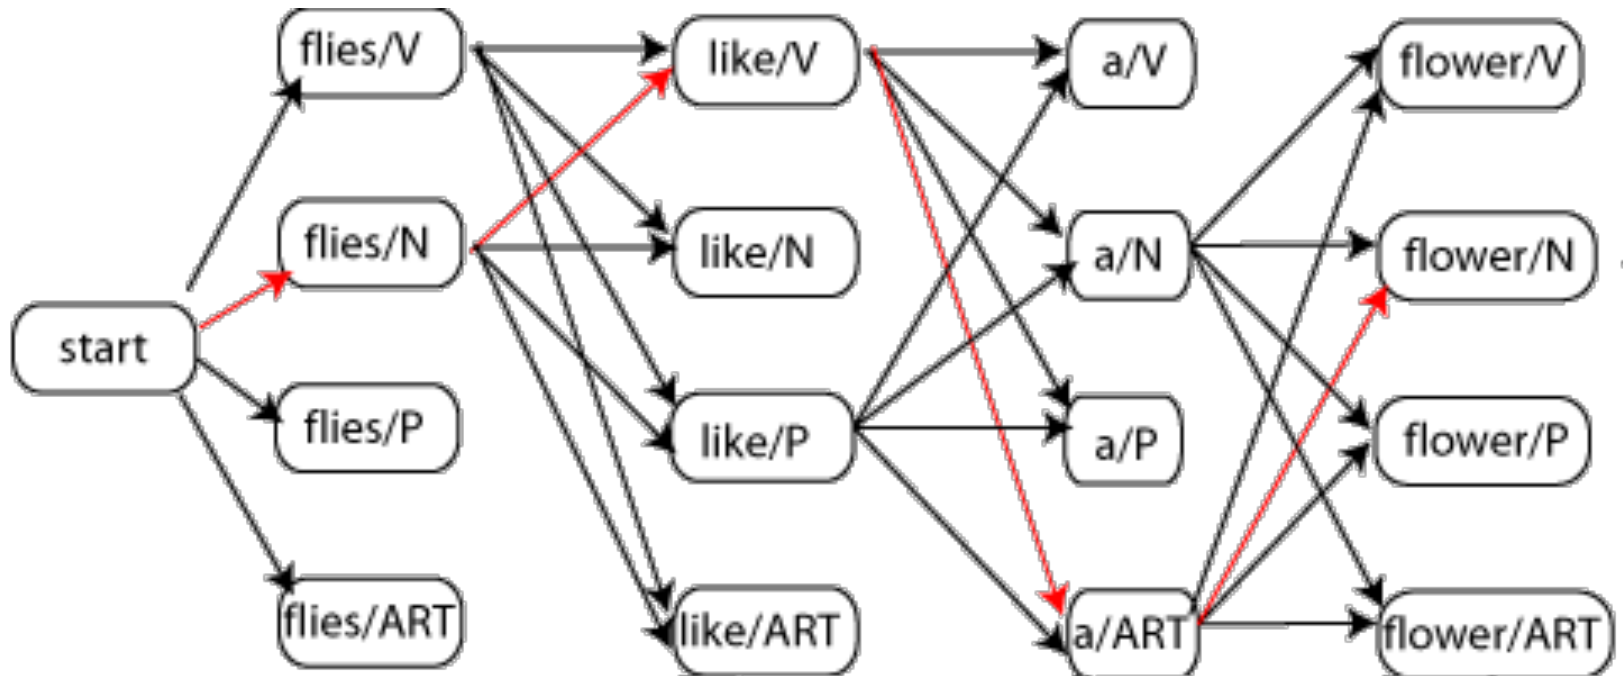 flies/V
like/V
a/V
flower/V
flies/N
like/N
a/N
flower/N
start
flies/P
like/P
a/P
flower/P
flies/ART
like/ART
a/ART
flower/ART